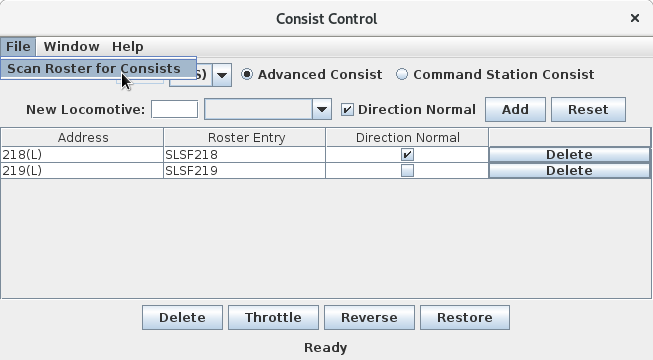 Consist Control
File Window Help
Scan Roster for Consists
S) Advanced Consist Command Station Consist
New Locomotive: Direction Normal Add Reset
Address Roster Entry Direction Normal
218(L) SLSF218 Delete
219(L) SLSF219 Delete
Delete Throttle Reverse Restore
Ready